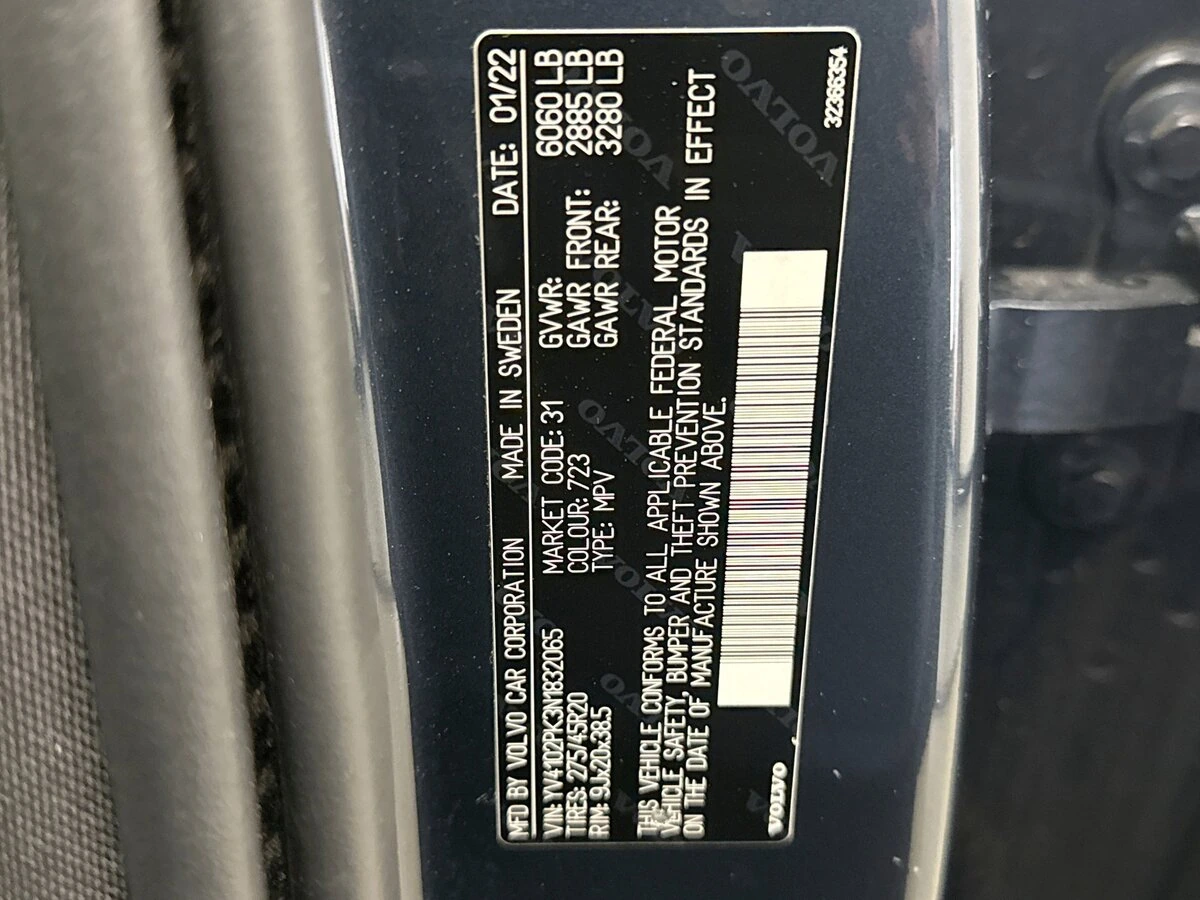 MFD BY VOLVO CAR CORPORATION MADE IN SWEDEN DATE: 01/22
VIN: YV4102PK3N1832065 MARKET CODE: 31 GVWR: 6060 LB
TIRES: 275/45R20 COLOUR: 723 GAWR FRONT: 2885 LB
RIM: 9Jx20x38.5 TYPE: MPV GAWR REAR: 3280 LB
THIS VEHICLE CONFORMS TO ALL APPLICABLE FEDERAL MOTOR
VEHICLE SAFETY, BUMPER AND THEFT PREVENTION STANDARDS IN EFFECT
ON THE DATE OF MANUFACTURE SHOWN ABOVE.
VOLVO 32366354